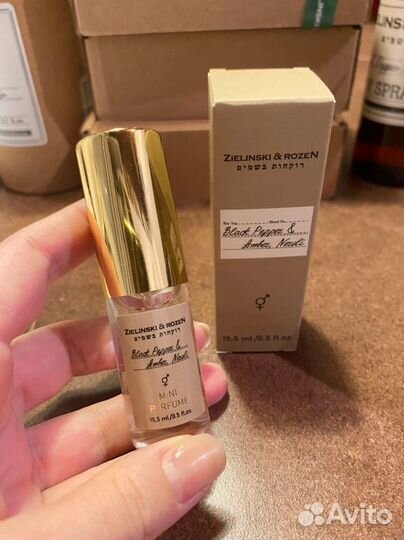 ZIELINSKI & ROZEN
רוקחות בשמים
Black Pepper &
Amber, Neroli
15,5 ml/0.5 fl.oz.
ZIELINSKI & ROZEN
רוקחות בשמים
Black Pepper &
Amber, Neroli
MINI
PERFUME
15,5 ml/0.5 fl.oz.
SPRA
Avito